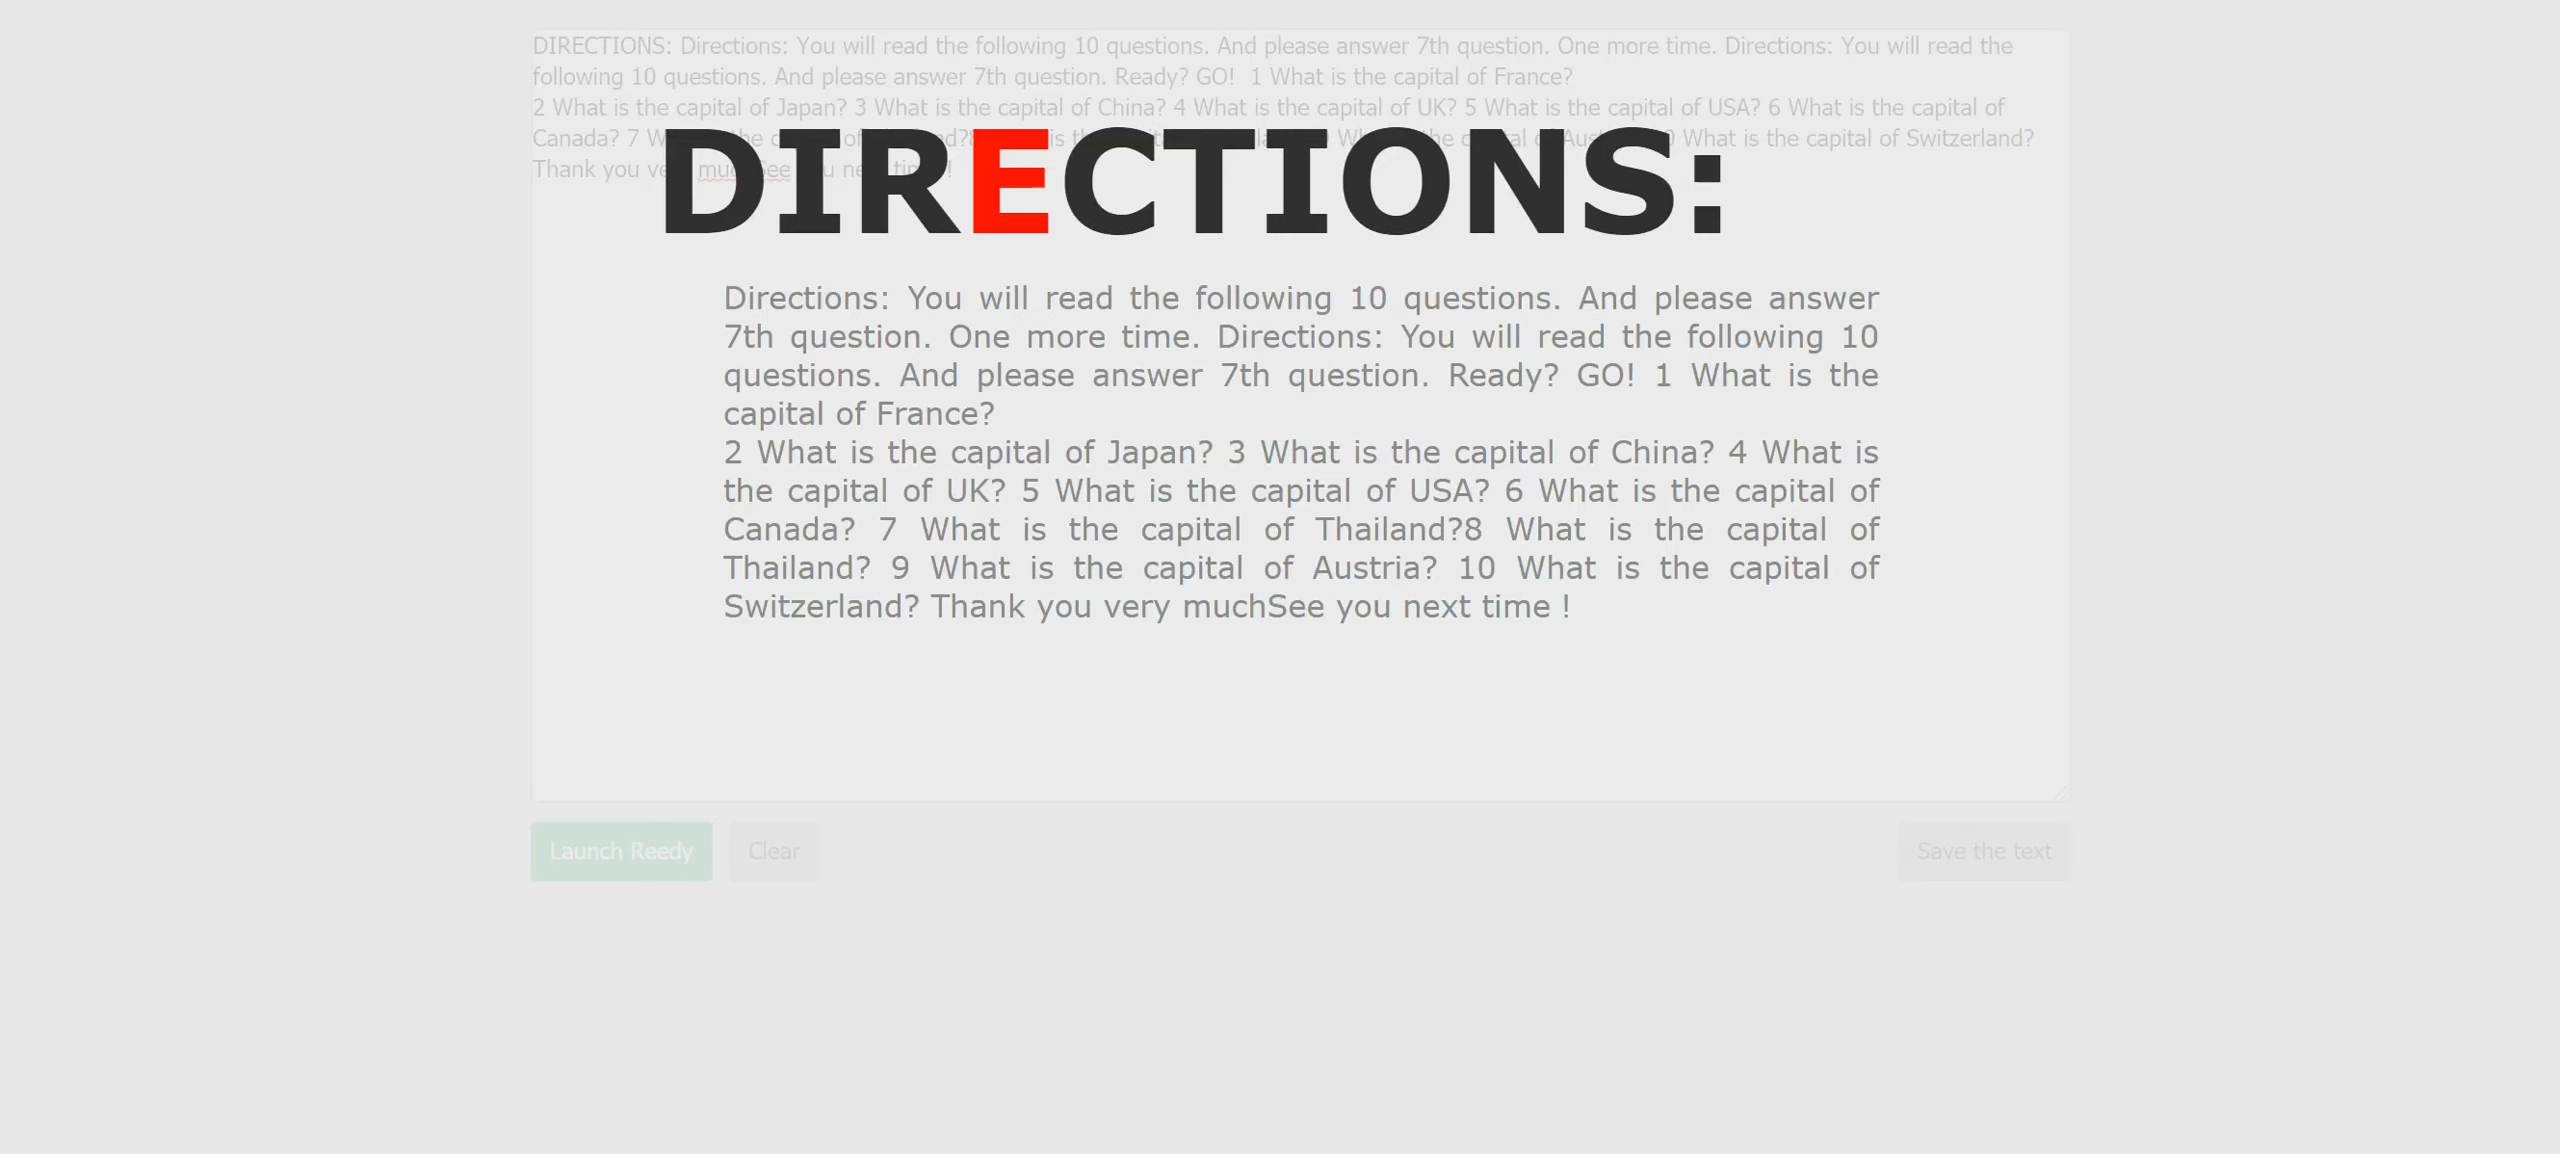 DIRECTIONS: Directions: You will read the following 10 questions. And please answer 7th question. One more time. Directions: You will read the
following 10 questions. And please answer 7th question. Ready? GO!  1 What is the capital of France?
2 What is the capital of Japan? 3 What is the capital of China? 4 What is the capital of UK? 5 What is the capital of USA? 6 What is the capital of
Canada? 7 the of is the What is the capital of Switzerland?
Thank you
DIRECTIONS:
Directions: You will read the following 10 questions. And please answer
7th question. One more time. Directions: You will read the following 10
questions. And please answer 7th question. Ready? GO! 1 What is the
capital of France?
2 What is the capital of Japan? 3 What is the capital of China? 4 What is
the capital of UK? 5 What is the capital of USA? 6 What is the capital of
Canada? 7 What is the capital of Thailand?8 What is the capital of
Thailand? 9 What is the capital of Austria? 10 What is the capital of
Switzerland? Thank you very muchSee you next time !
Launch Reedy
Clear
Save the text